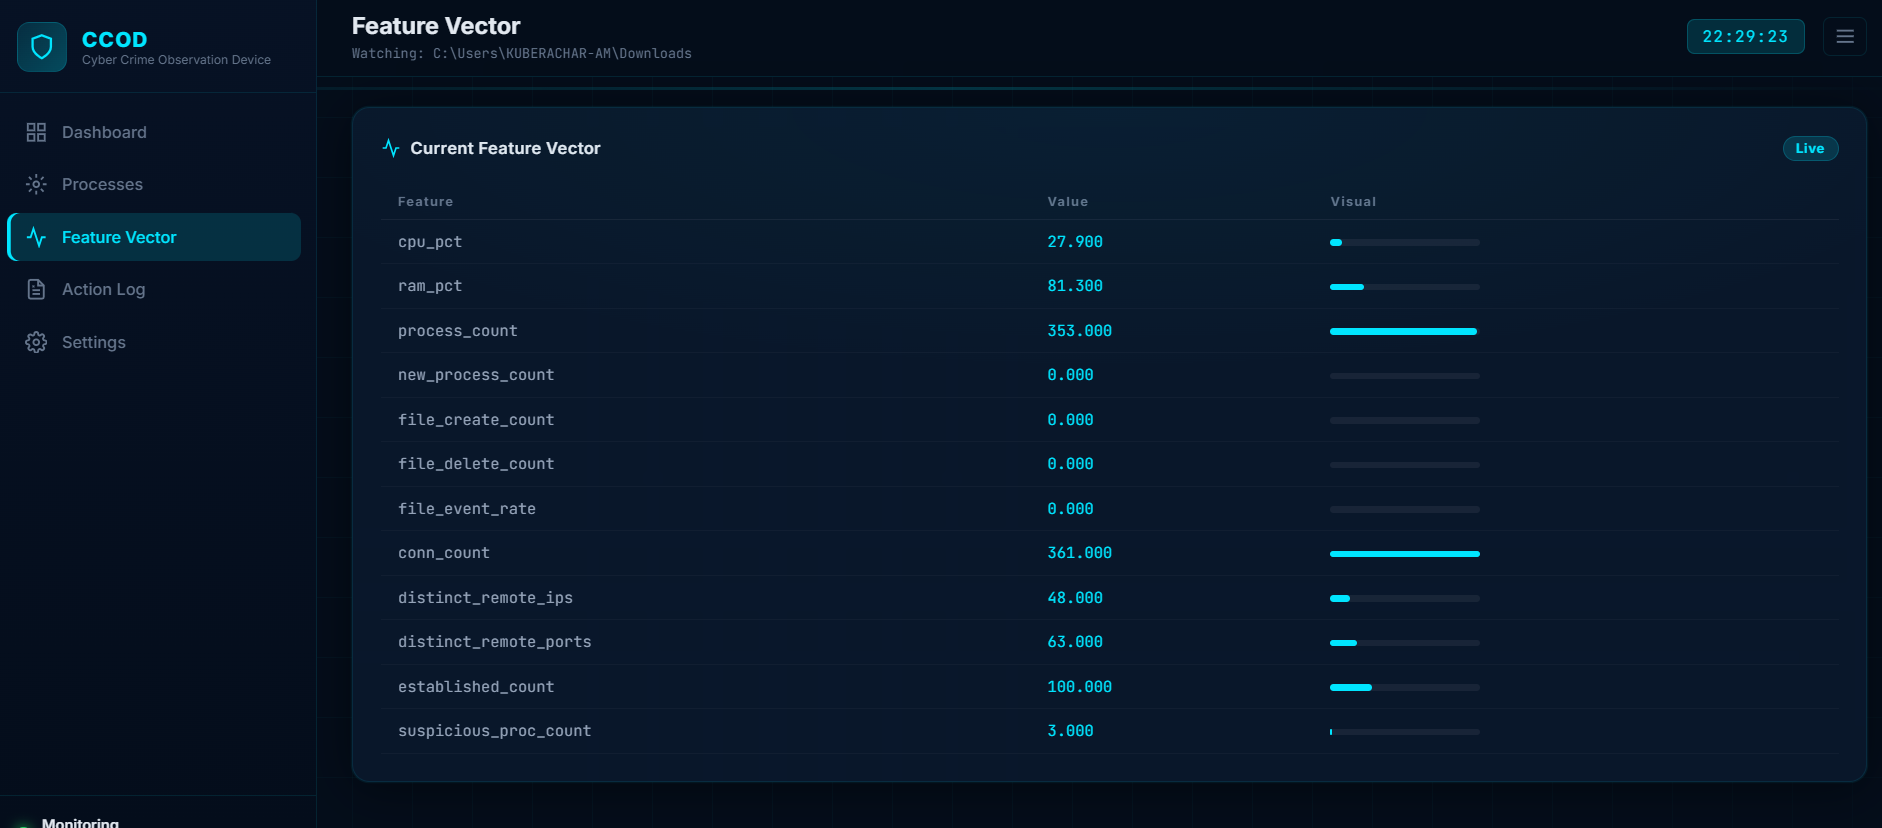 CCOD
Cyber Crime Observation Device
Dashboard
Processes
Feature Vector
Action Log
Settings
Monitoring
Feature Vector
Watching: C:\Users\KUBERACHAR-AM\Downloads
22:29:23
Current Feature Vector
Live
Feature Value Visual
cpu_pct 27.900
ram_pct 81.300
process_count 353.000
new_process_count 0.000
file_create_count 0.000
file_delete_count 0.000
file_event_rate 0.000
conn_count 361.000
distinct_remote_ips 48.000
distinct_remote_ports 63.000
established_count 100.000
suspicious_proc_count 3.000